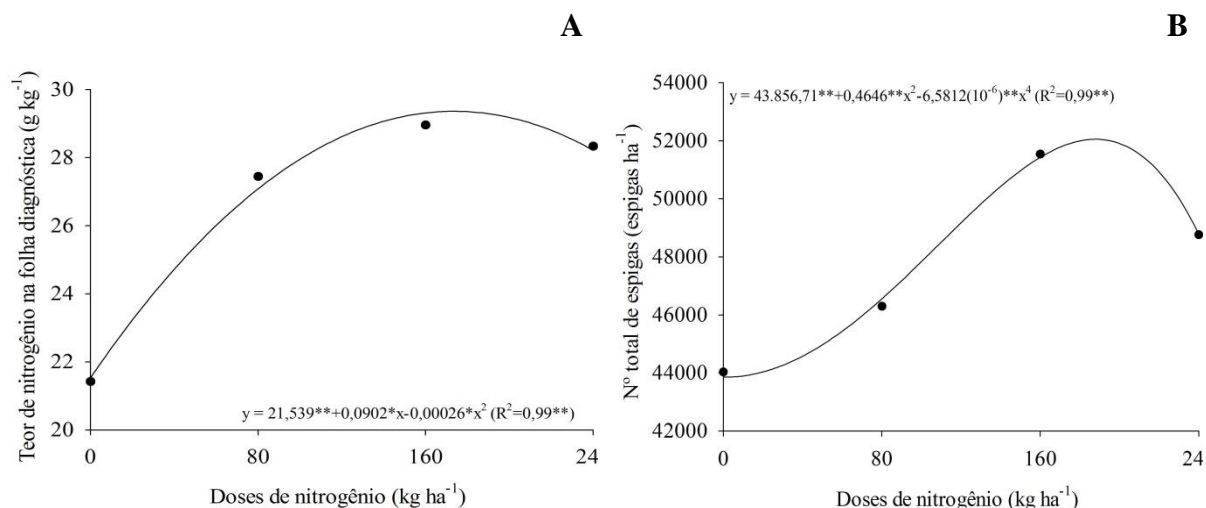 A
Teor de nitrogênio na folha diagnóstica (g kg⁻¹)
30
28
26
24
22
20
y = 21,539**+0,0902*x-0,00026*x² (R²=0,99**)
0
80
160
24
Doses de nitrogênio (kg ha⁻¹)
B
Nº total de espigas (espigas ha⁻¹)
54000
52000
50000
48000
46000
44000
42000
y = 43.856,71**+0,4646**x²-6,5812(10⁻⁶)**x⁴ (R²=0,99**)
0
80
160
24
Doses de nitrogênio (kg ha⁻¹)